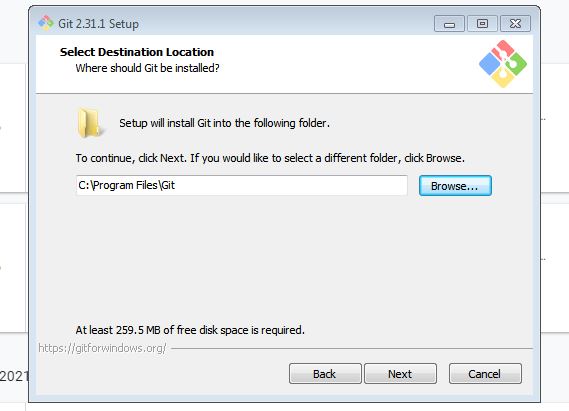 Git 2.31.1 Setup
Select Destination Location
Where should Git be installed?
Setup will install Git into the following folder.
To continue, click Next. If you would like to select a different folder, click Browse.
C:\Program Files\Git
Browse...
At least 259.5 MB of free disk space is required.
https://gitforwindows.org/
2021
Back
Next
Cancel